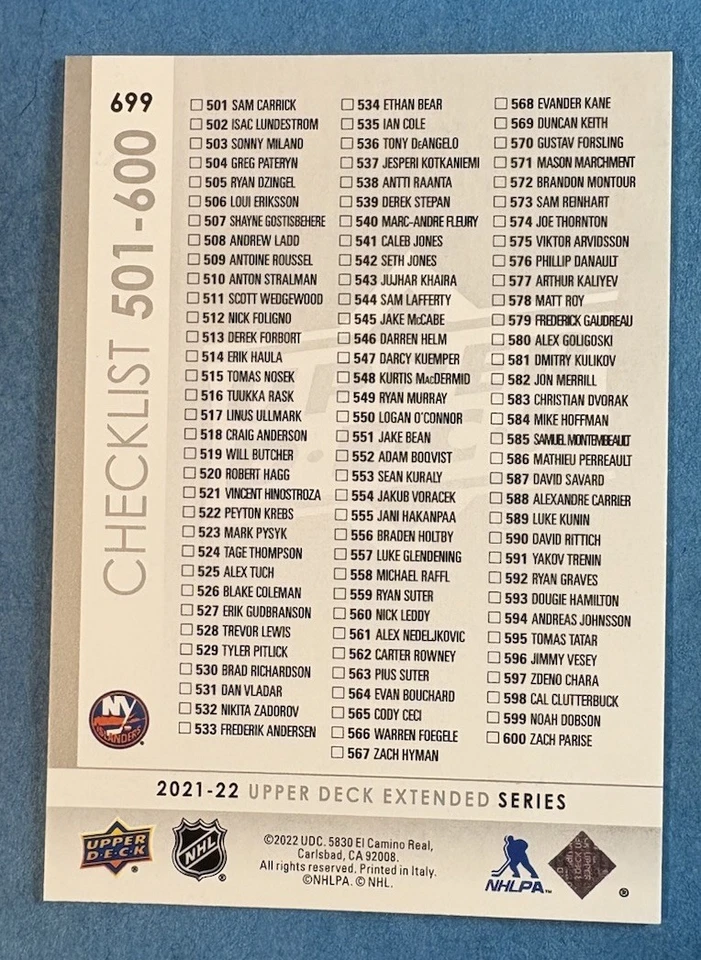 699
CHECKLIST 501-600
501 SAM CARRICK
502 ISAC LUNDESTROM
503 SONNY MILANO
504 GREG PATERYN
505 RYAN DZINGEL
506 LOUI ERIKSSON
507 SHAYNE GOSTISBEHERE
508 ANDREW LADD
509 ANTOINE ROUSSEL
510 ANTON STRALMAN
511 SCOTT WEDGEWOOD
512 NICK FOLIGNO
513 DEREK FORBORT
514 ERIK HAULA
515 TOMAS NOSEK
516 TUUKKA RASK
517 LINUS ULLMARK
518 CRAIG ANDERSON
519 WILL BUTCHER
520 ROBERT HAGG
521 VINCENT HINOSTROZA
522 PEYTON KREBS
523 MARK PYSYK
524 TAGE THOMPSON
525 ALEX TUCH
526 BLAKE COLEMAN
527 ERIK GUDBRANSON
528 TREVOR LEWIS
529 TYLER PITLICK
530 BRAD RICHARDSON
531 DAN VLADAR
532 NIKITA ZADOROV
533 FREDERIK ANDERSEN
534 ETHAN BEAR
535 IAN COLE
536 TONY DeANGELO
537 JESPERI KOTKANIEMI
538 ANTTI RAANTA
539 DEREK STEPAN
540 MARC-ANDRE FLEURY
541 CALEB JONES
542 SETH JONES
543 JUJHAR KHAIRA
544 SAM LAFFERTY
545 JAKE McCABE
546 DARREN HELM
547 DARCY KUEMPER
548 KURTIS MacDERMID
549 RYAN MURRAY
550 LOGAN O'CONNOR
551 JAKE BEAN
552 ADAM BOQVIST
553 SEAN KURALY
554 JAKUB VORACEK
555 JANI HAKANPAA
556 BRADEN HOLTBY
557 LUKE GLENDENING
558 MICHAEL RAFFL
559 RYAN SUTER
560 NICK LEDDY
561 ALEX NEDELJKOVIC
562 CARTER ROWNEY
563 PIUS SUTER
564 EVAN BOUCHARD
565 CODY CECI
566 WARREN FOEGELE
567 ZACH HYMAN
568 EVANDER KANE
569 DUNCAN KEITH
570 GUSTAV FORSLING
571 MASON MARCHMENT
572 BRANDON MONTOUR
573 SAM REINHART
574 JOE THORNTON
575 VIKTOR ARVIDSSON
576 PHILLIP DANAULT
577 ARTHUR KALIYEV
578 MATT ROY
579 FREDERICK GAUDREAU
580 ALEX GOLIGOSKI
581 DMITRY KULIKOV
582 JON MERRILL
583 CHRISTIAN DVORAK
584 MIKE HOFFMAN
585 SAMUEL MONTEMBEAULT
586 MATHIEU PERREAULT
587 DAVID SAVARD
588 ALEXANDRE CARRIER
589 LUKE KUNIN
590 DAVID RITTICH
591 YAKOV TRENIN
592 RYAN GRAVES
593 DOUGIE HAMILTON
594 ANDREAS JOHNSSON
595 TOMAS TATAR
596 JIMMY VESEY
597 ZDENO CHARA
598 CAL CLUTTERBUCK
599 NOAH DOBSON
600 ZACH PARISE
NY
ISLANDERS
2021-22 UPPER DECK EXTENDED SERIES
UPPER
D·E·C·K
NHL
©2022 UDC. 5830 El Camino Real,
Carlsbad, CA 92008.
All rights reserved. Printed in Italy.
©NHLPA. © NHL.
NHLPA™